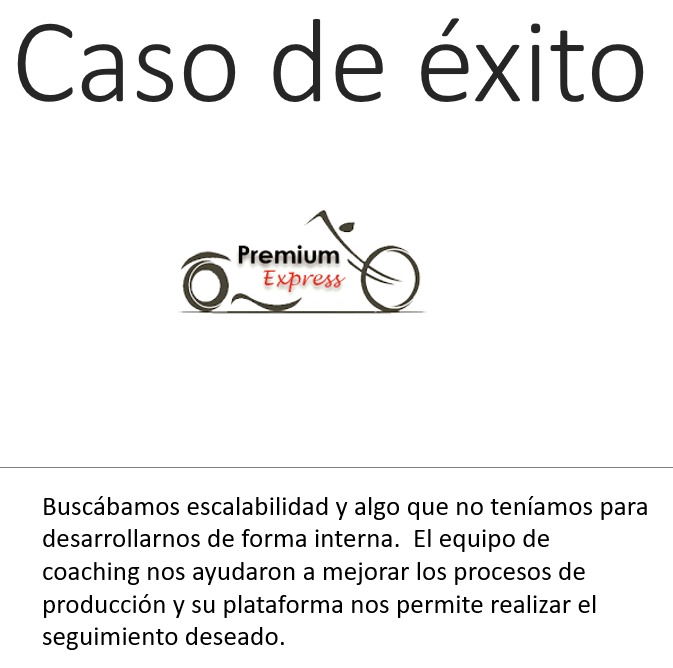 Caso de éxito
Premium
Express
Buscábamos escalabilidad y algo que no teníamos para
desarrollarnos de forma interna.  El equipo de
coaching nos ayudaron a mejorar los procesos de
producción y su plataforma nos permite realizar el
seguimiento deseado.